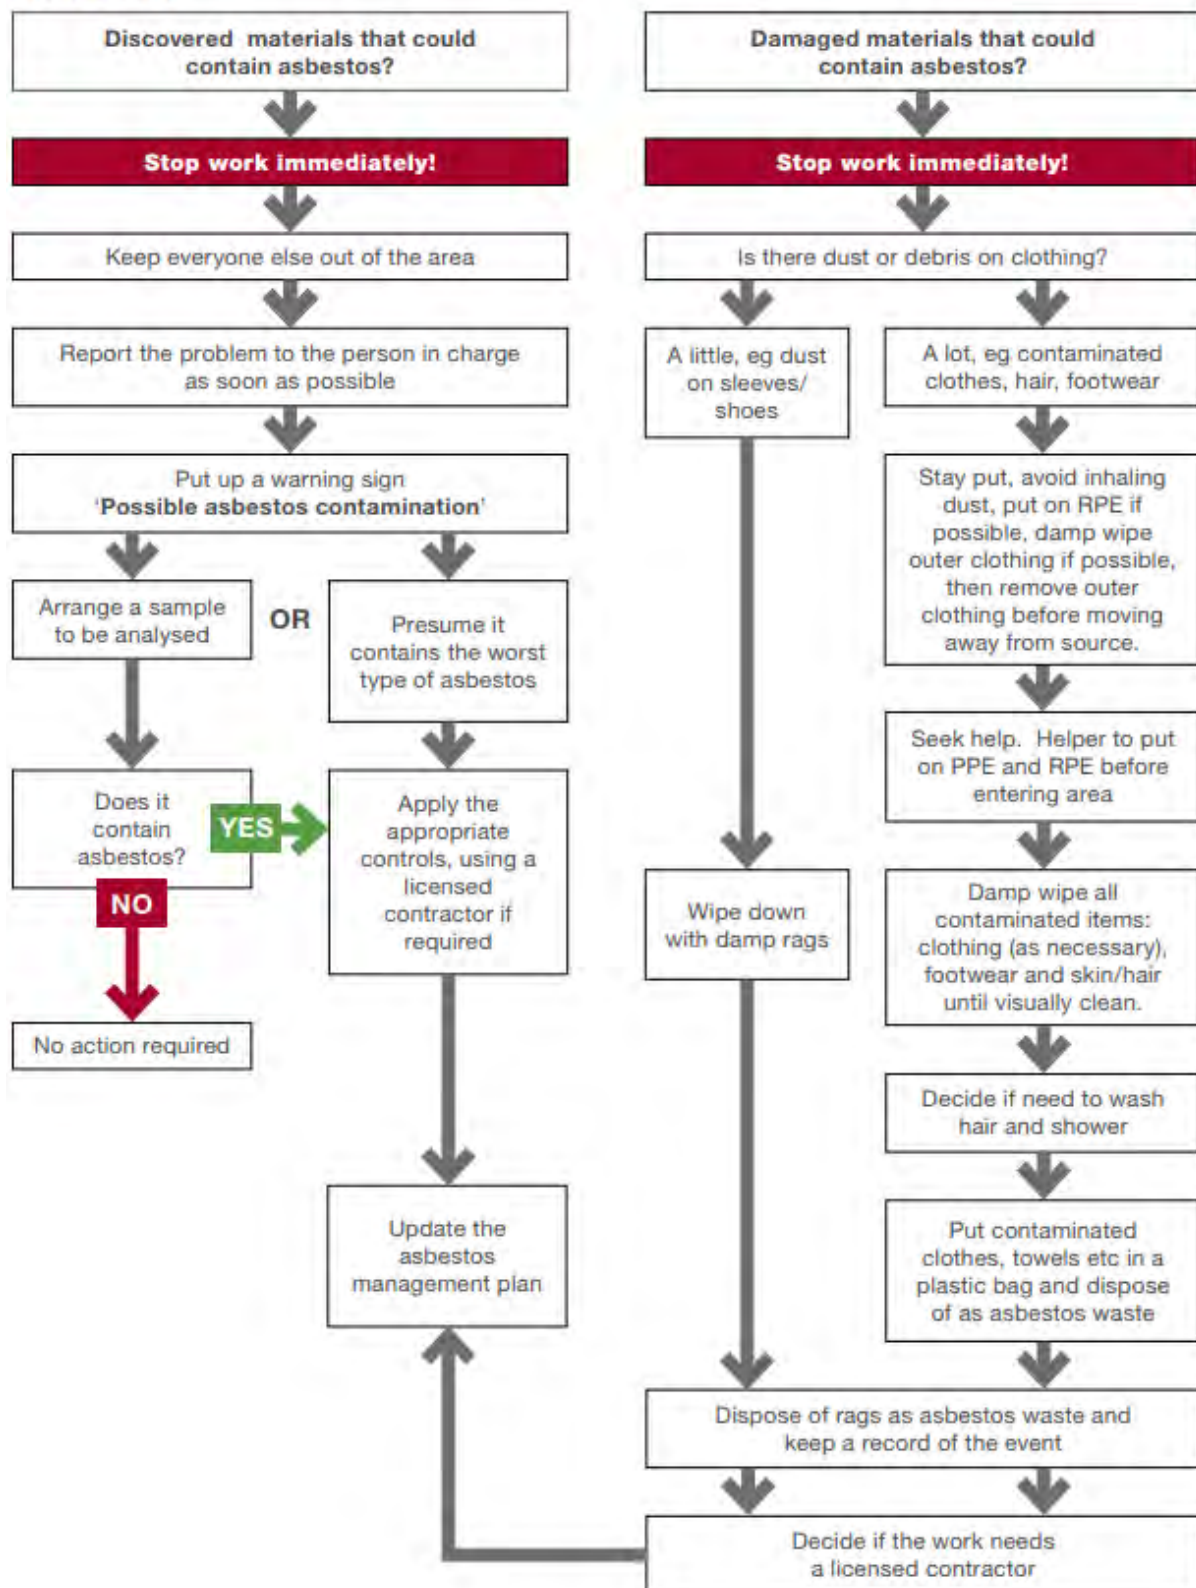 Discovered materials that could
contain asbestos?
Stop work immediately!
Keep everyone else out of the area
Report the problem to the person in charge
as soon as possible
Put up a warning sign
‘Possible asbestos contamination’
Arrange a sample
to be analysed
OR
Presume it
contains the worst
type of asbestos
Does it
contain
asbestos?
YES
NO
No action required
Apply the
appropriate
controls, using a
licensed
contractor if
required
Update the
asbestos
management plan
Damaged materials that could
contain asbestos?
Stop work immediately!
Is there dust or debris on clothing?
A little, eg dust
on sleeves/
shoes
Wipe down
with damp rags
A lot, eg contaminated
clothes, hair, footwear
Stay put, avoid inhaling
dust, put on RPE if
possible, damp wipe
outer clothing if possible,
then remove outer
clothing before moving
away from source.
Seek help. Helper to put
on PPE and RPE before
entering area
Damp wipe all
contaminated items:
clothing (as necessary),
footwear and skin/hair
until visually clean.
Decide if need to wash
hair and shower
Put contaminated
clothes, towels etc in a
plastic bag and dispose
of as asbestos waste
Dispose of rags as asbestos waste and
keep a record of the event
Decide if the work needs
a licensed contractor